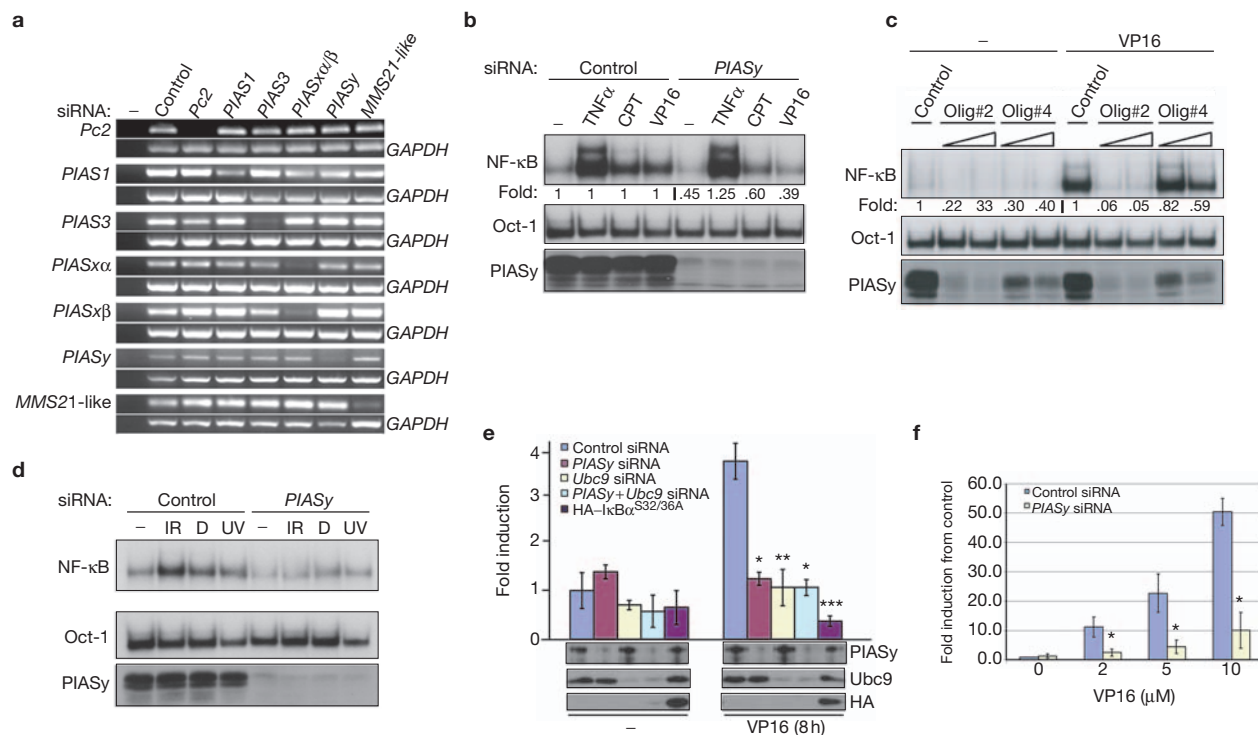 a
siRNA: – Control Pc2 PIAS1 PIAS3 PIASxα/β PIASy MMS21-like
Pc2
GAPDH
PIAS1
GAPDH
PIAS3
GAPDH
PIASxα
GAPDH
PIASxβ
GAPDH
PIASy
GAPDH
MMS21-like
GAPDH
b
siRNA: Control PIASy
– TNFα CPT VP16 – TNFα CPT VP16
NF-κB
Fold: 1 1 1 1 .45 1.25 .60 .39
Oct-1
PIASy
c
– VP16
Control Olig#2 Olig#4 Control Olig#2 Olig#4
NF-κB
Fold: 1 .22 .33 .30 .40 1 .06 .05 .82 .59
Oct-1
PIASy
d
siRNA: Control PIASy
– IR D UV – IR D UV
NF-κB
Oct-1
PIASy
e
Fold induction
4
3
2
1
0
Control siRNA
PIASy siRNA
Ubc9 siRNA
PIASy+Ubc9 siRNA
HA–IκBα^S32/36A
* ** * ***
PIASy
Ubc9
HA
– VP16 (8 h)
f
Fold induction from control
60.0
50.0
40.0
30.0
20.0
10.0
0.0
Control siRNA
PIASy siRNA
* * *
0 2 5 10
VP16 (μM)